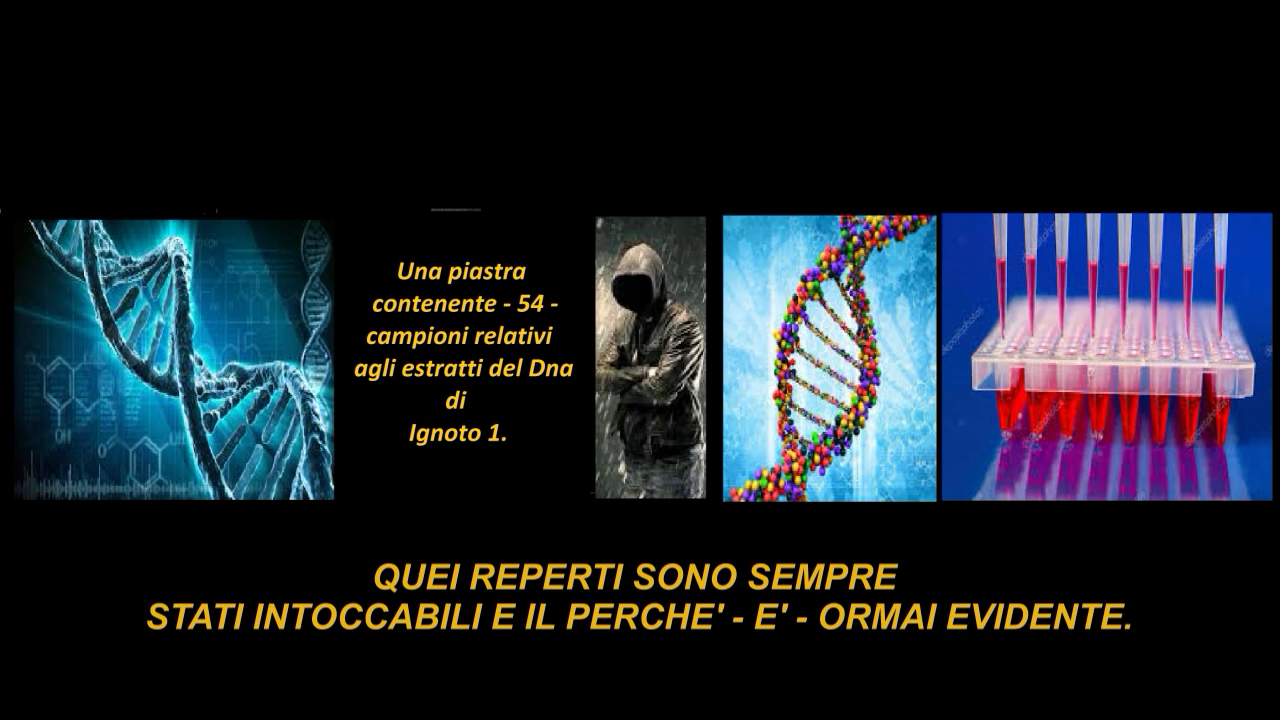 Una piastra
contenente - 54 -
campioni relativi
agli estratti del Dna
di
Ignoto 1.
QUEI REPERTI SONO SEMPRE
STATI INTOCCABILI E IL PERCHE' - E' - ORMAI EVIDENTE.